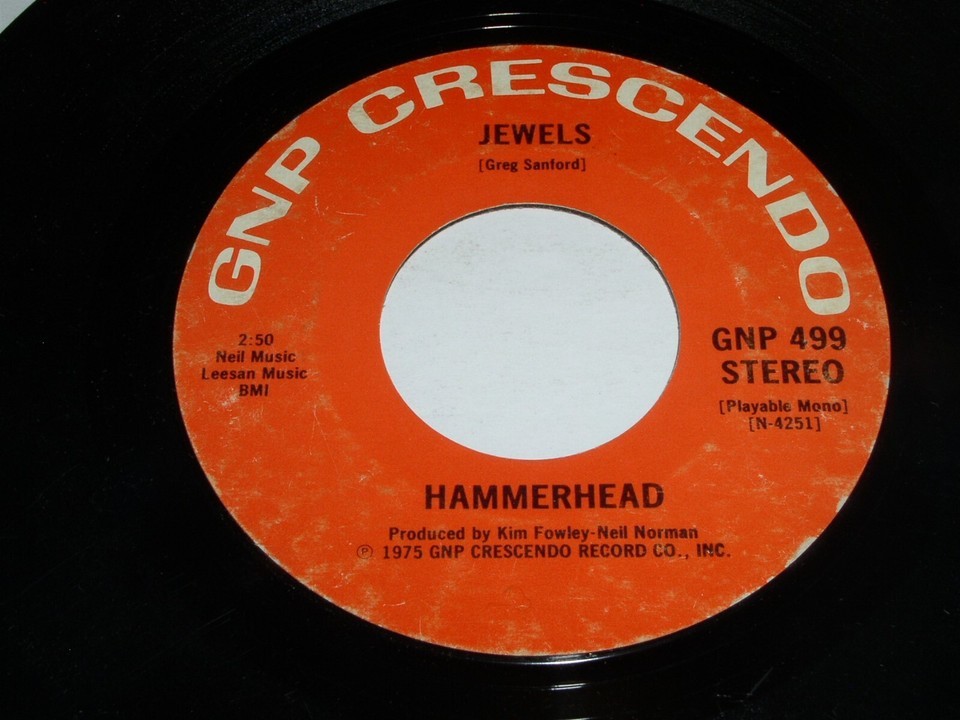 GNP CRESCENDO
JEWELS
[Greg Sanford]
2:50
Neil Music
Leesan Music
BMI
GNP 499
STEREO
[Playable Mono]
[N-4251]
HAMMERHEAD
Produced by Kim Fowley-Neil Norman
℗ 1975 GNP CRESCENDO RECORD CO., INC.